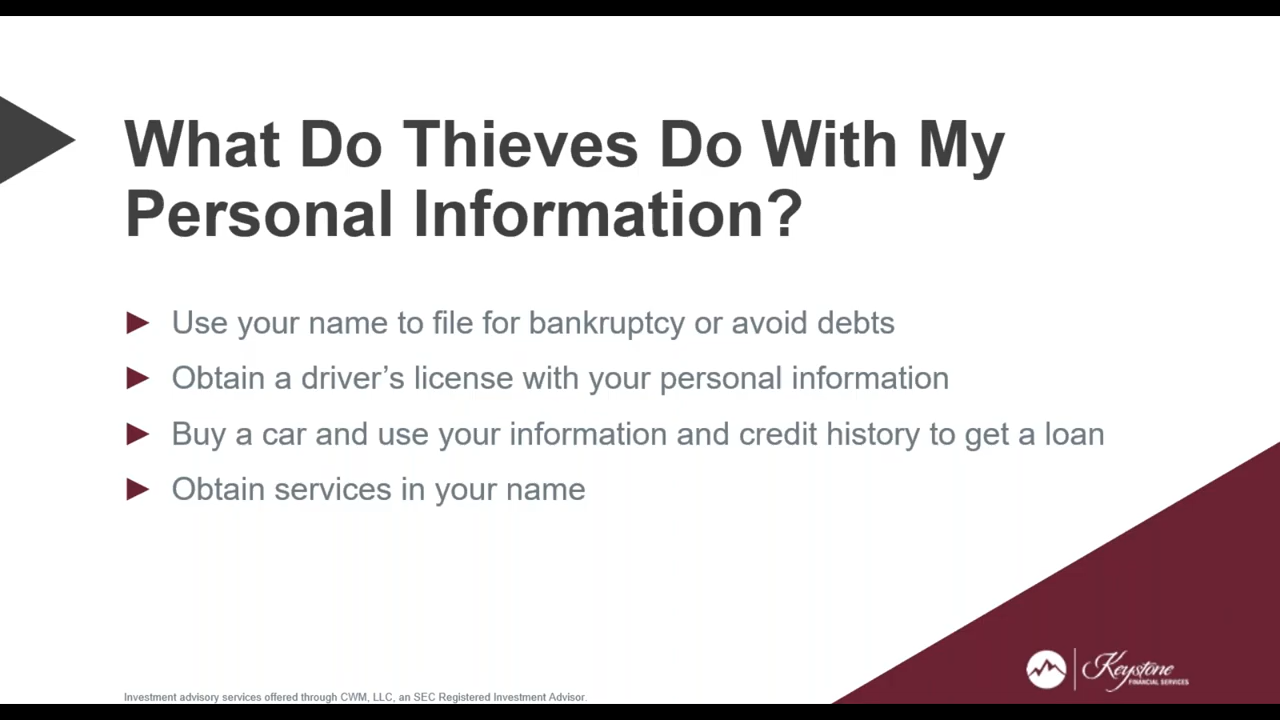 What Do Thieves Do With My
Personal Information?
Use your name to file for bankruptcy or avoid debts
Obtain a driver’s license with your personal information
Buy a car and use your information and credit history to get a loan
Obtain services in your name
Keystone
FINANCIAL SERVICES
Investment advisory services offered through CWM, LLC, an SEC Registered Investment Advisor.